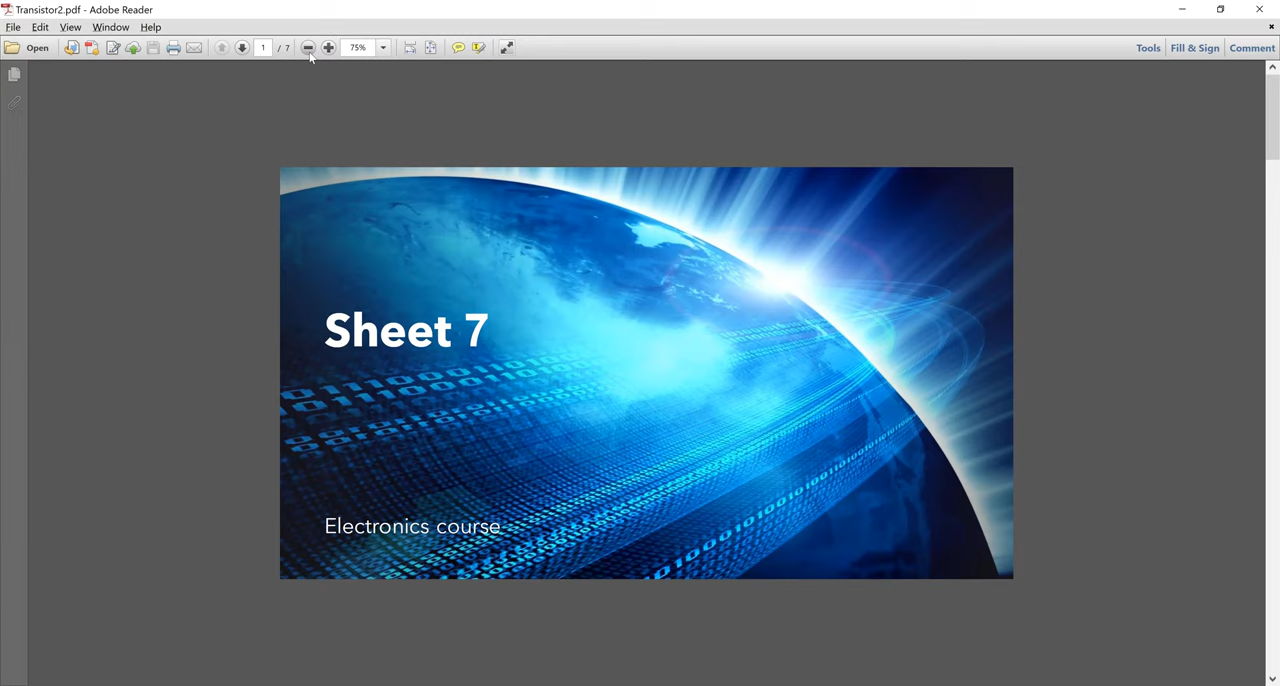 Transistor2.pdf - Adobe Reader
File Edit View Window Help
Open 1 / 7 75% Tools Fill & Sign Comment
Sheet 7
Electronics course